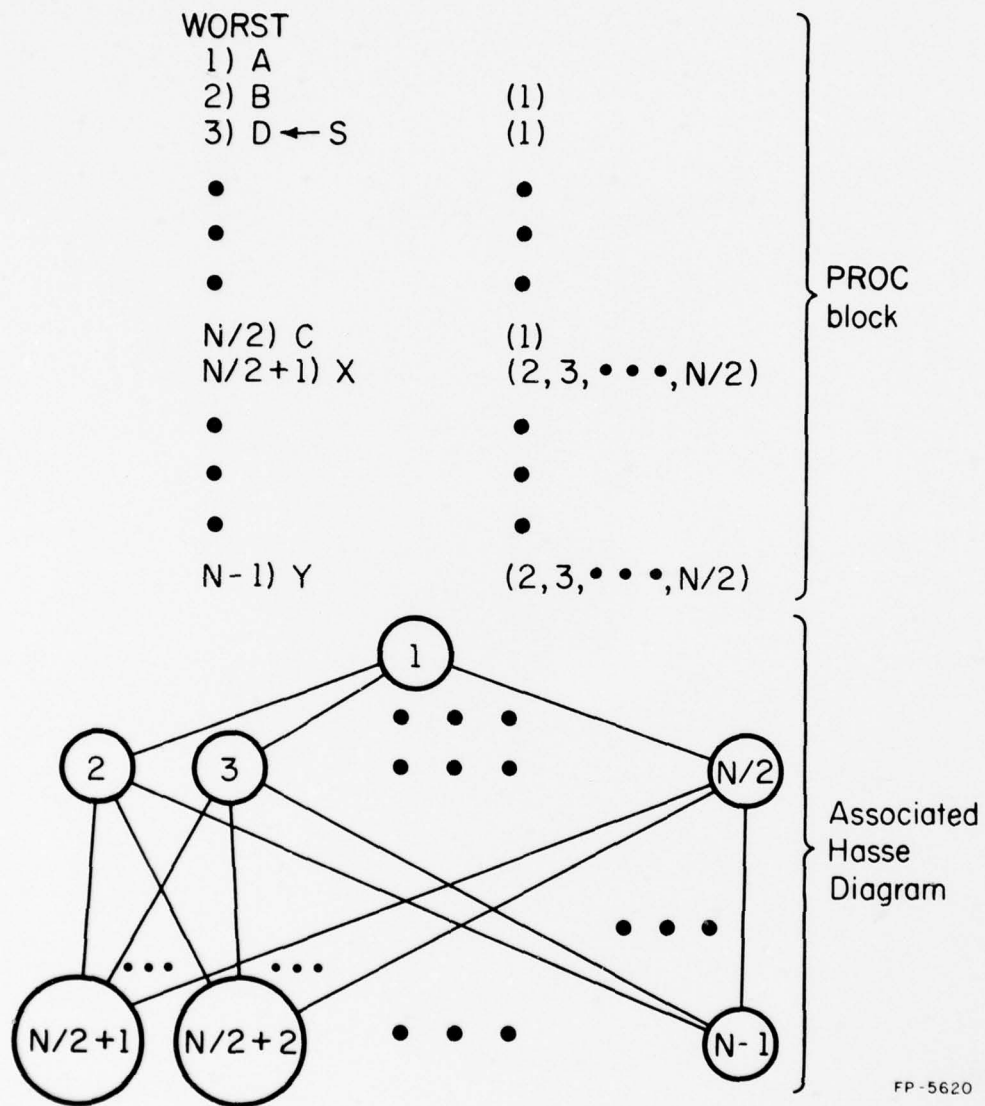 WORST
1) A
2) B (1)
3) D ← S (1)
• •
• •
• •
N/2) C (1)
N/2+1) X (2, 3, • • •, N/2)
• •
• •
• •
N-1) Y (2, 3, • • •, N/2)
PROC
block
1
• • •
2 3 • • • N/2
Associated
Hasse
Diagram
• • •
• • • • • •
N/2+1 N/2+2 • • • N-1
FP-5620